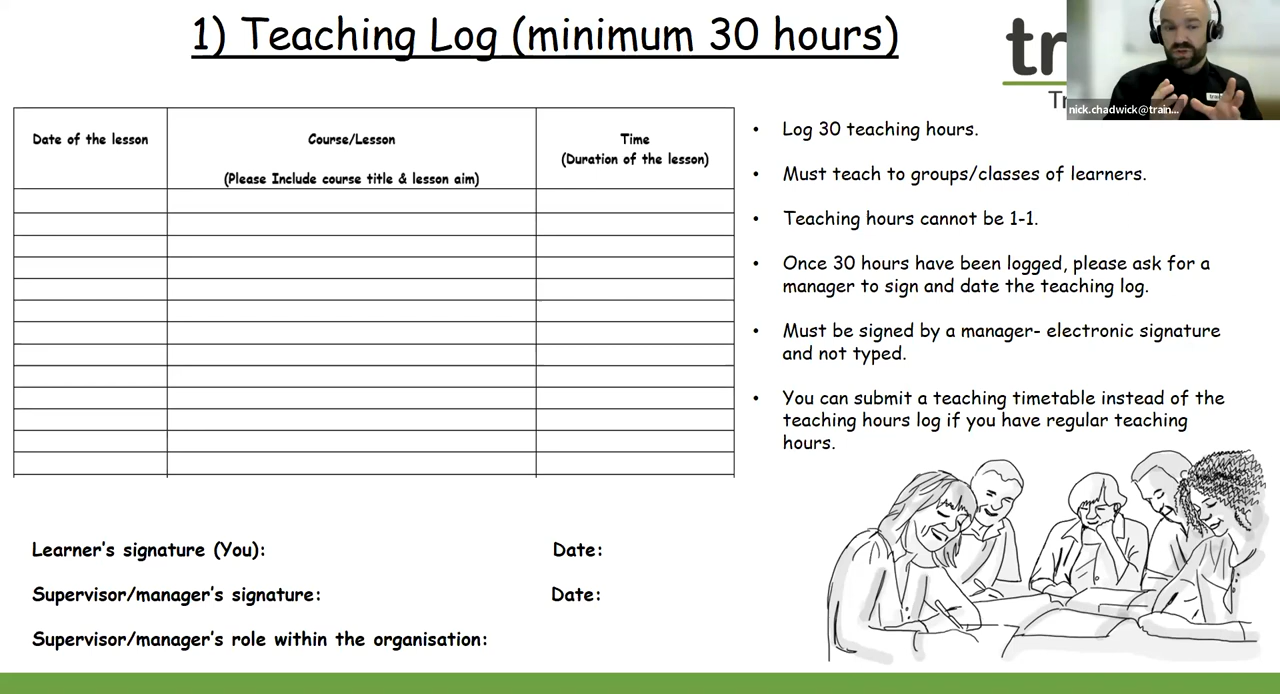 1) Teaching Log (minimum 30 hours)
tr
Tr
nick.chadwick@train...
Date of the lesson
Course/Lesson
(Please Include course title & lesson aim)
Time
(Duration of the lesson)
• Log 30 teaching hours.
• Must teach to groups/classes of learners.
• Teaching hours cannot be 1-1.
• Once 30 hours have been logged, please ask for a
manager to sign and date the teaching log.
• Must be signed by a manager- electronic signature
and not typed.
• You can submit a teaching timetable instead of the
teaching hours log if you have regular teaching
hours.
Learner's signature (You): Date:
Supervisor/manager's signature: Date:
Supervisor/manager's role within the organisation: